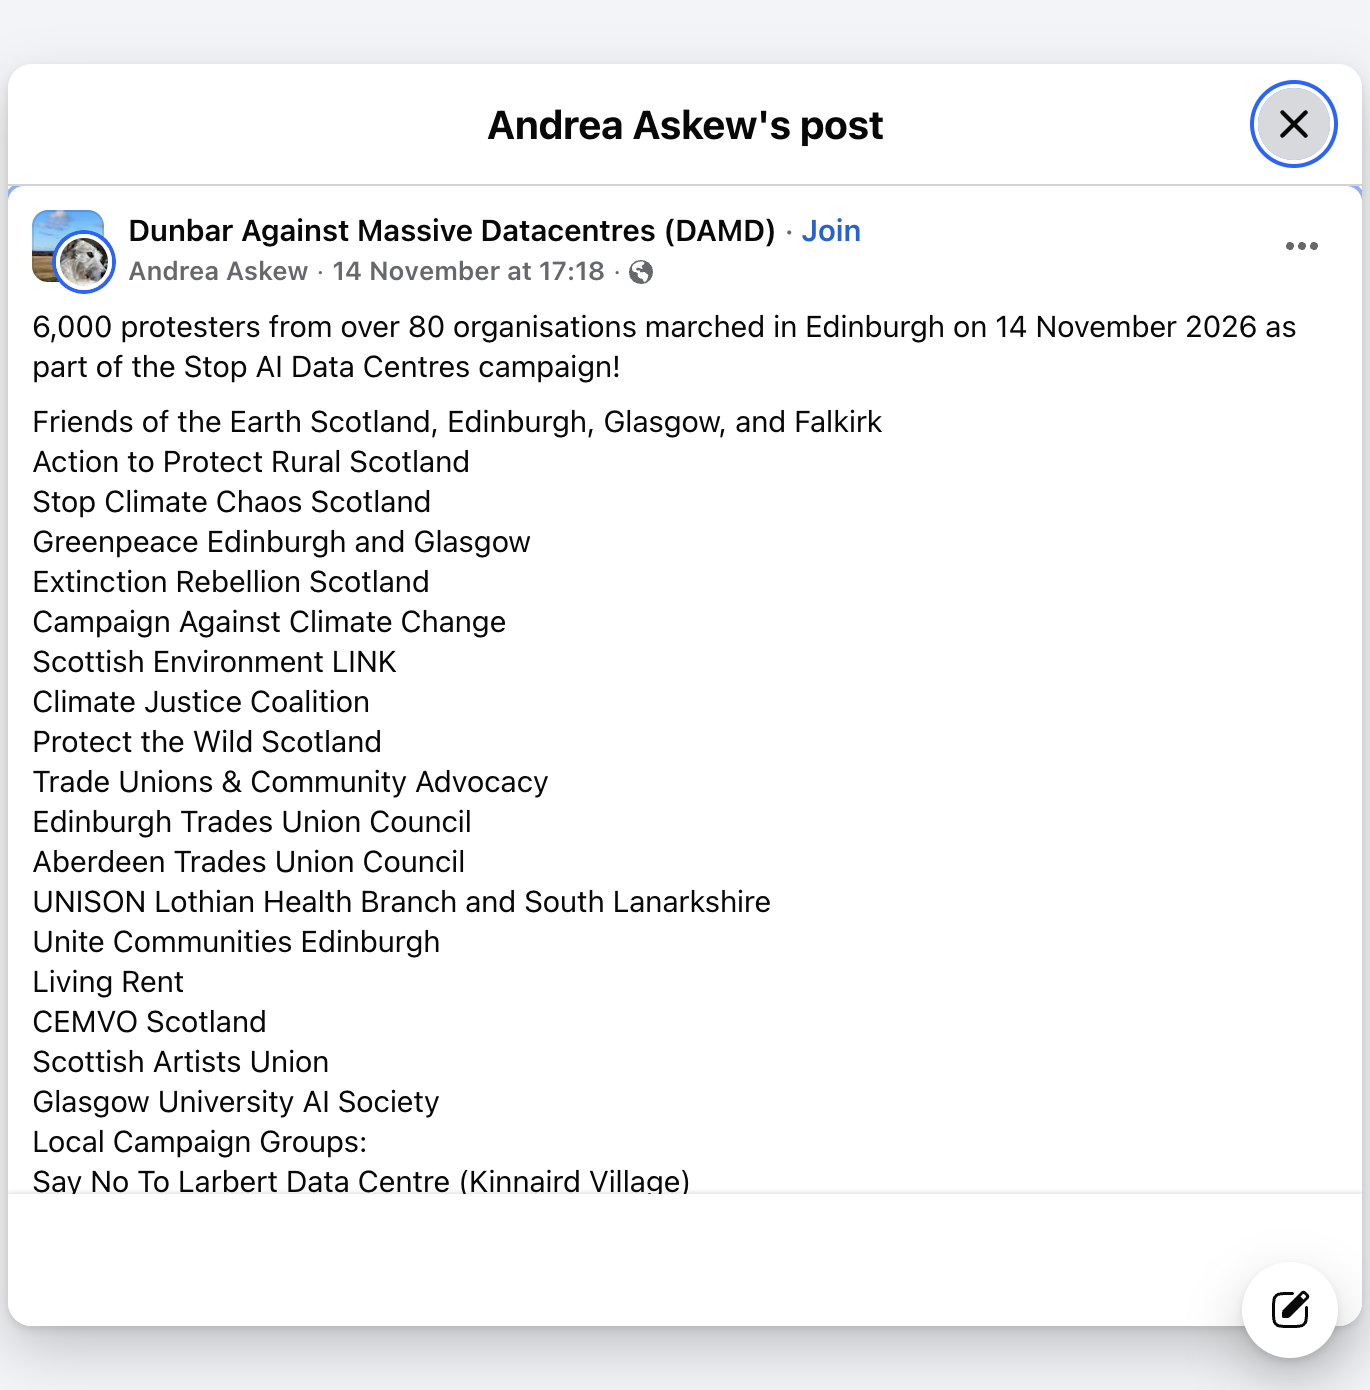 Andrea Askew's post
Dunbar Against Massive Datacentres (DAMD) · Join
Andrea Askew · 14 November at 17:18 ·
6,000 protesters from over 80 organisations marched in Edinburgh on 14 November 2026 as
part of the Stop AI Data Centres campaign!
Friends of the Earth Scotland, Edinburgh, Glasgow, and Falkirk
Action to Protect Rural Scotland
Stop Climate Chaos Scotland
Greenpeace Edinburgh and Glasgow
Extinction Rebellion Scotland
Campaign Against Climate Change
Scottish Environment LINK
Climate Justice Coalition
Protect the Wild Scotland
Trade Unions & Community Advocacy
Edinburgh Trades Union Council
Aberdeen Trades Union Council
UNISON Lothian Health Branch and South Lanarkshire
Unite Communities Edinburgh
Living Rent
CEMVO Scotland
Scottish Artists Union
Glasgow University AI Society
Local Campaign Groups:
Say No To Larbert Data Centre (Kinnaird Village)